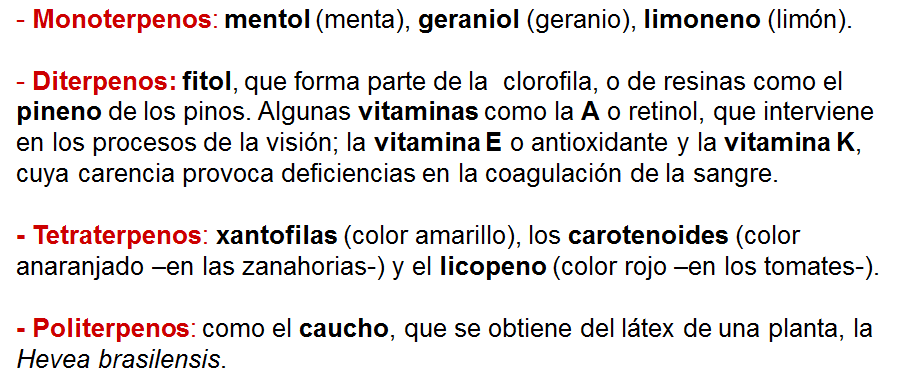 - Monoterpenos: mentol (menta), geraniol (geranio), limoneno (limón).
- Diterpenos: fitol, que forma parte de la clorofila, o de resinas como el
pineno de los pinos. Algunas vitaminas como la A o retinol, que interviene
en los procesos de la visión; la vitamina E o antioxidante y la vitamina K,
cuya carencia provoca deficiencias en la coagulación de la sangre.
- Tetraterpenos: xantofilas (color amarillo), los carotenoides (color
anaranjado –en las zanahorias-) y el licopeno (color rojo –en los tomates-).
- Politerpenos: como el caucho, que se obtiene del látex de una planta, la
Hevea brasilensis.